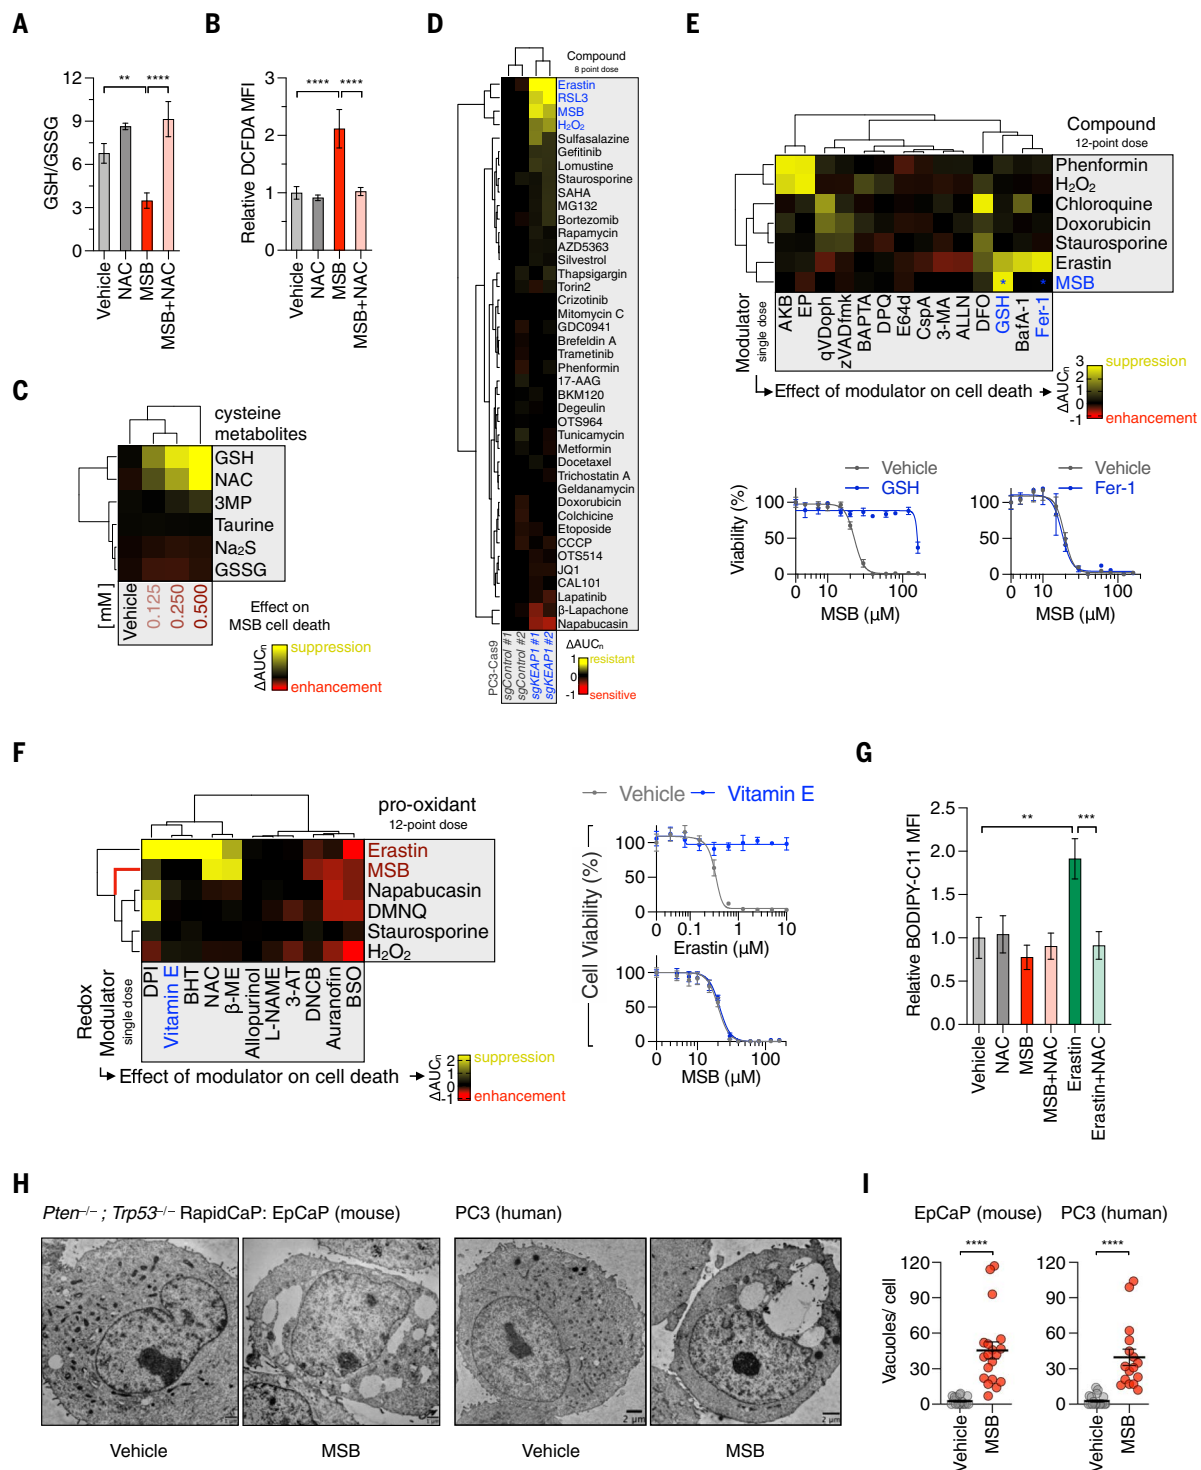 A
GSH/GSSG
12
9
6
3
0
**
****
Vehicle
NAC
MSB
MSB+NAC
B
Relative DCFDA MFI
3
2
1
0
****
****
Vehicle
NAC
MSB
MSB+NAC
C
cysteine
metabolites
GSH
NAC
3MP
Taurine
Na₂S
GSSG
[mM]
Vehicle
0.125
0.250
0.500
Effect on
MSB cell death
ΔAUCₙ
suppression
enhancement
D
Compound
8 point dose
Erastin
RSL3
MSB
H₂O₂
Sulfasalazine
Gefitinib
Lomustine
Staurosporine
SAHA
MG132
Bortezomib
Rapamycin
AZD5363
Silvestrol
Thapsigargin
Torin2
Crizotinib
Mitomycin C
GDC0941
Brefeldin A
Trametinib
Phenformin
17-AAG
BKM120
Degeulin
OTS964
Tunicamycin
Metformin
Docetaxel
Trichostatin A
Geldanamycin
Doxorubicin
Colchicine
Etoposide
CCCP
OTS514
JQ1
CAL101
Lapatinib
β-Lapachone
Napabucasin
PC3-Cas9
sgControl #1
sgControl #2
sgKEAP1 #1
sgKEAP1 #2
ΔAUCₙ
1
0
-1
resistant
sensitive
E
Compound
12-point dose
Phenformin
H₂O₂
Chloroquine
Doxorubicin
Staurosporine
Erastin
MSB
* *
Modulator
single dose
AKB
EP
qVDoph
zVADfmk
BAPTA
DPQ
E64d
CspA
3-MA
ALLN
DFO
GSH
BafA-1
Fer-1
Effect of modulator on cell death
ΔAUCₙ
3
2
1
0
-1
suppression
enhancement
Vehicle
GSH
Viability (%)
100
50
0
0 10 100
MSB (μM)
Vehicle
Fer-1
100
50
0
0 10 100
MSB (μM)
F
pro-oxidant
12-point dose
Erastin
MSB
Napabucasin
DMNQ
Staurosporine
H₂O₂
Redox
Modulator
single dose
DPI
Vitamin E
BHT
NAC
β-ME
Allopurinol
L-NAME
3-AT
DNCB
Auranofin
BSO
Effect of modulator on cell death
ΔAUCₙ
2
1
0
-1
suppression
enhancement
Vehicle Vitamin E
Cell Viability (%)
100
50
0
0 0.1 1 10
Erastin (μM)
100
50
0
0 10 100
MSB (μM)
G
Relative BODIPY-C11 MFI
2.5
2.0
1.5
1.0
0.5
0.0
**
***
Vehicle
NAC
MSB
MSB+NAC
Erastin
Erastin+NAC
H
Pten⁻/⁻ ; Trp53⁻/⁻ RapidCaP: EpCaP (mouse)
PC3 (human)
2 μm
2 μm
Vehicle
MSB
Vehicle
MSB
I
EpCaP (mouse)
PC3 (human)
Vacuoles/ cell
120
90
60
30
0
****
Vehicle
MSB
120
90
60
30
0
****
Vehicle
MSB